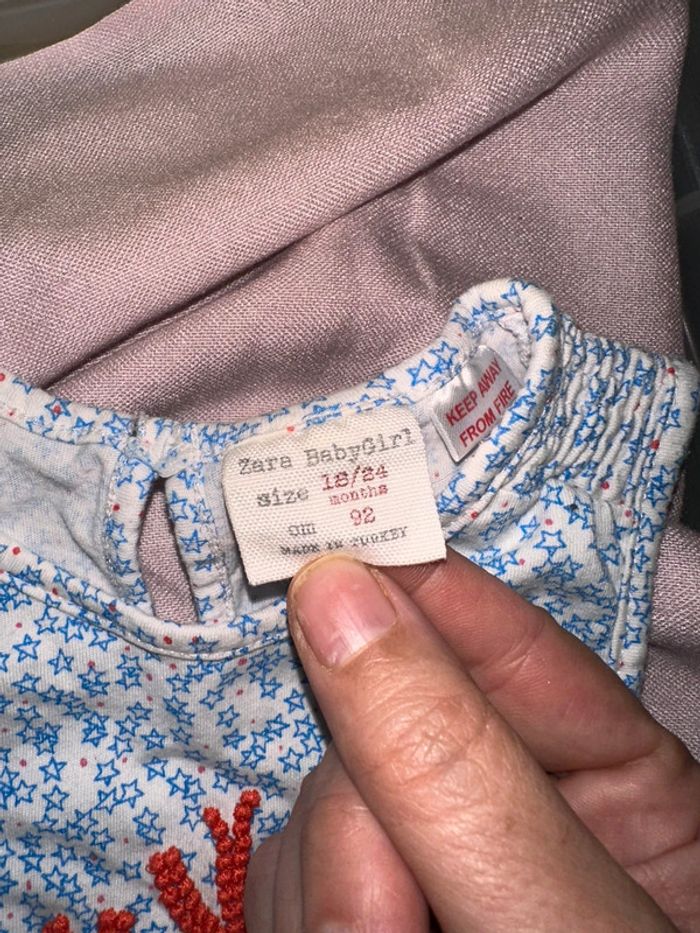 Zara BabyGirl
size 18/24
months
cm 92
MADE IN TURKEY
KEEP AWAY
FROM FIRE